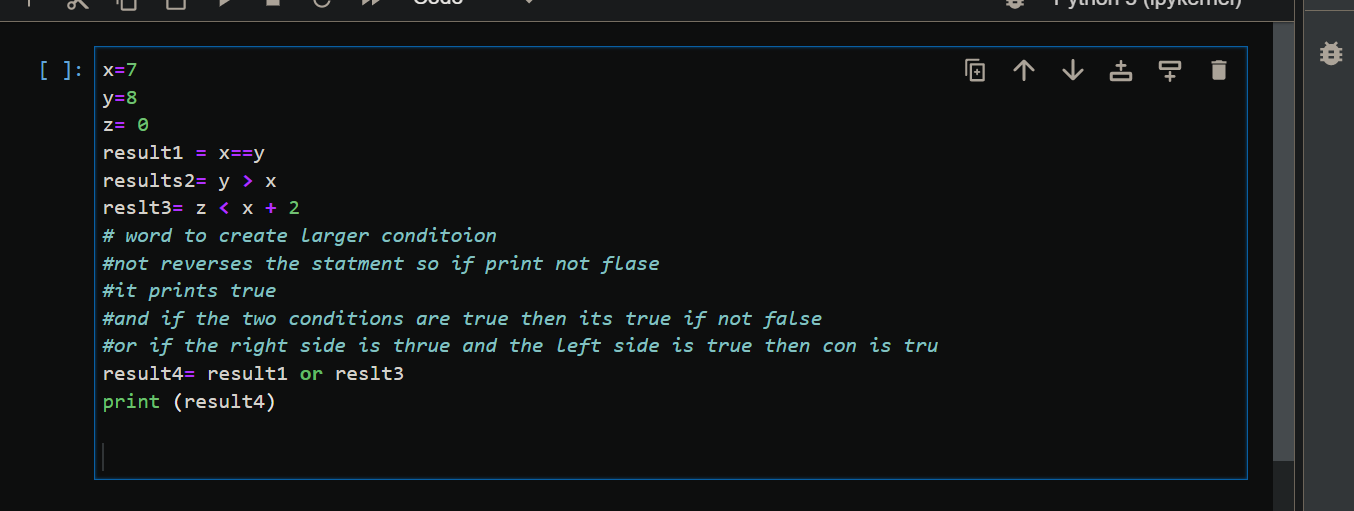 Code Python 3 (ipykernel)
[ ]: x=7
y=8
z= 0
result1 = x==y
results2= y > x
reslt3= z < x + 2
# word to create larger conditoion
#not reverses the statment so if print not flase
#it prints true
#and if the two conditions are true then its true if not false
#or if the right side is thrue and the left side is true then con is tru
result4= result1 or reslt3
print (result4)